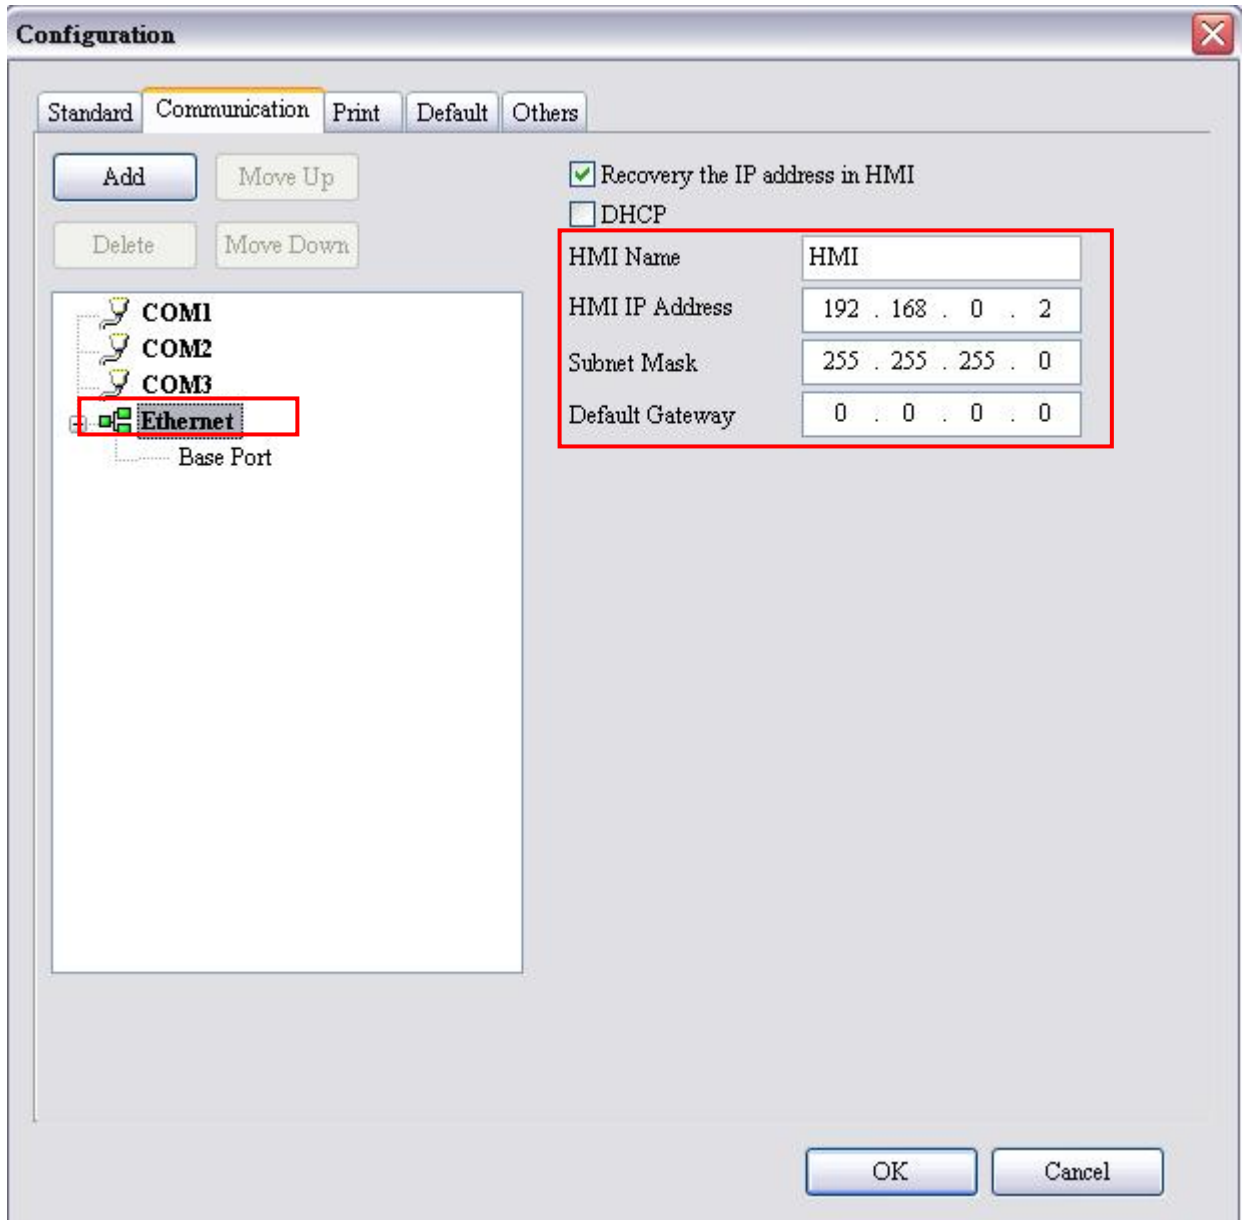 Configuration
Standard Communication Print Default Others
Add Move Up
Delete Move Down
COM1
COM2
COM3
Ethernet
Base Port
Recovery the IP address in HMI
DHCP
HMI Name HMI
HMI IP Address 192 . 168 . 0 . 2
Subnet Mask 255 . 255 . 255 . 0
Default Gateway 0 . 0 . 0 . 0
OK Cancel